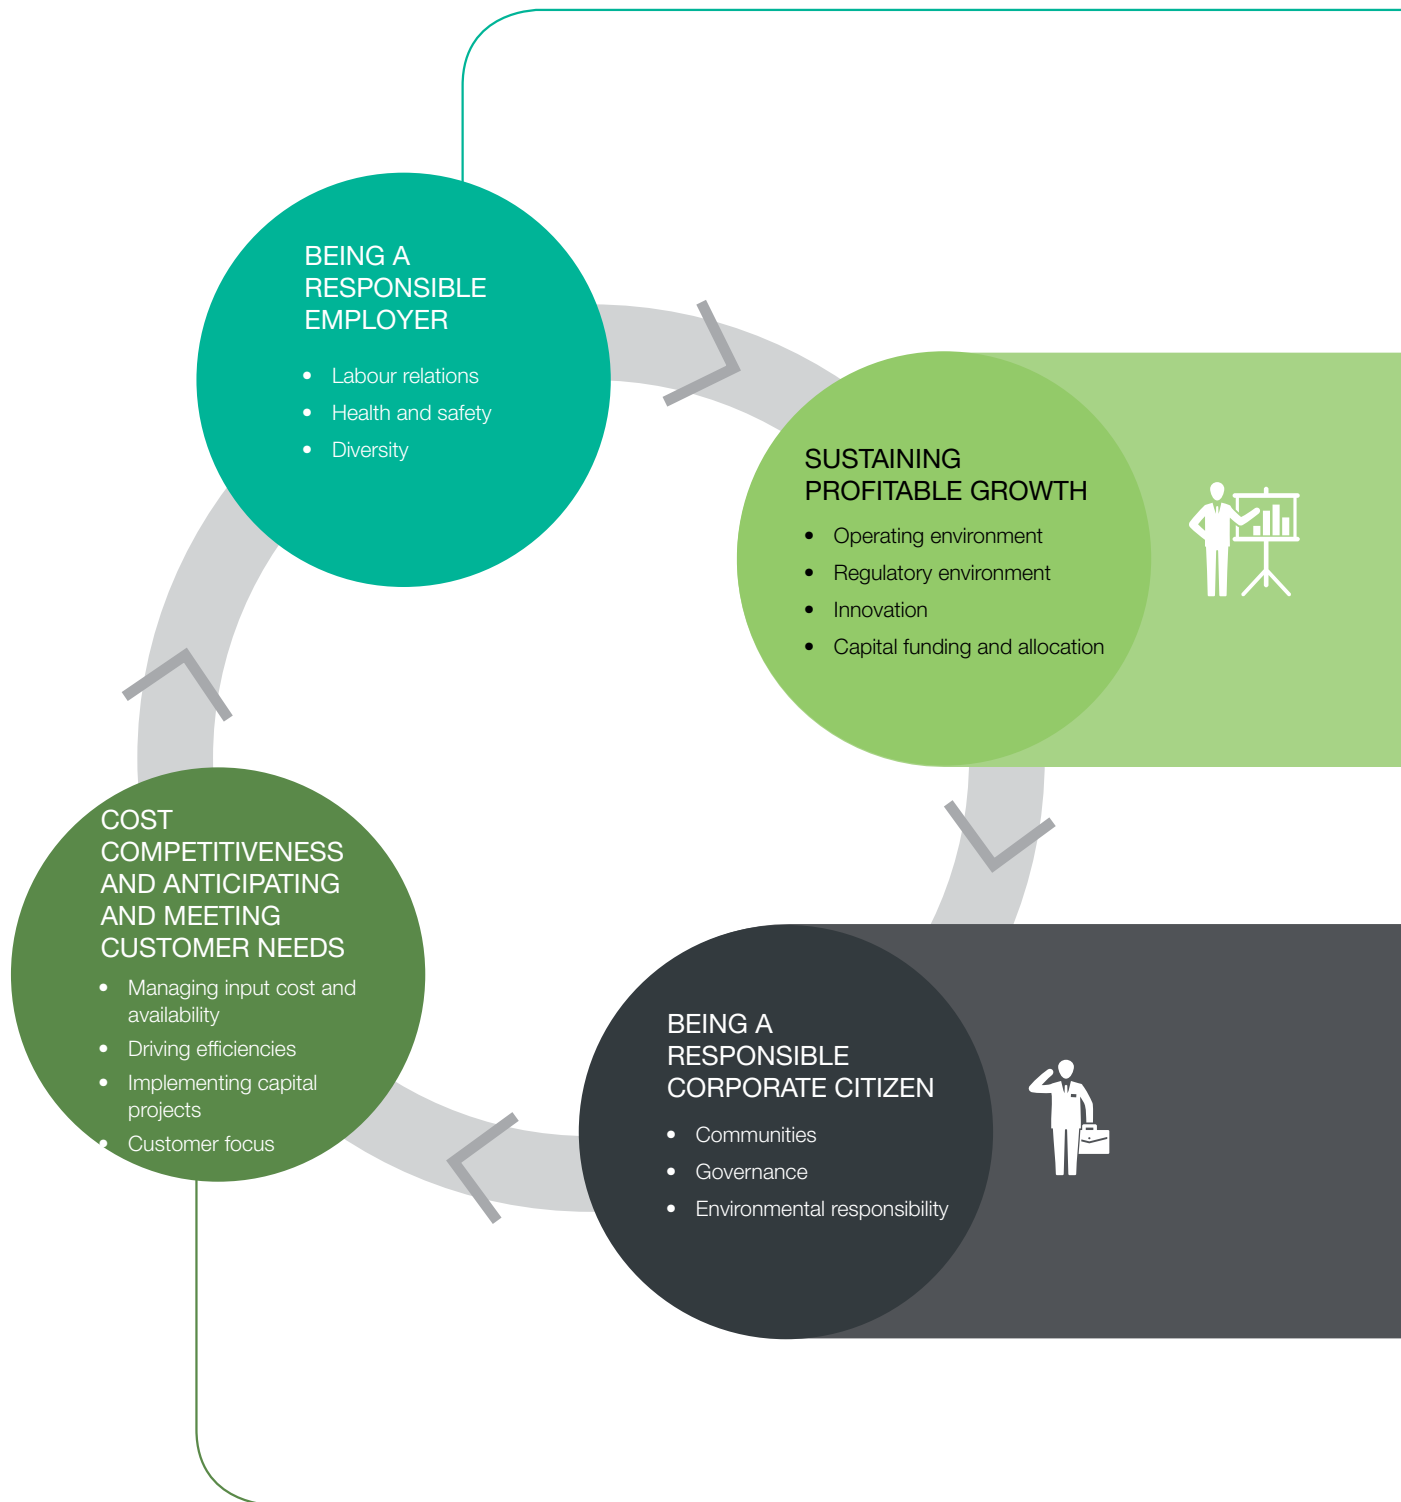 BEING A
RESPONSIBLE
EMPLOYER
• Labour relations
• Health and safety
• Diversity
SUSTAINING
PROFITABLE GROWTH
• Operating environment
• Regulatory environment
• Innovation
• Capital funding and allocation
COST
COMPETITIVENESS
AND ANTICIPATING
AND MEETING
CUSTOMER NEEDS
• Managing input cost and
availability
• Driving efficiencies
• Implementing capital
projects
• Customer focus
BEING A
RESPONSIBLE
CORPORATE CITIZEN
• Communities
• Governance
• Environmental responsibility